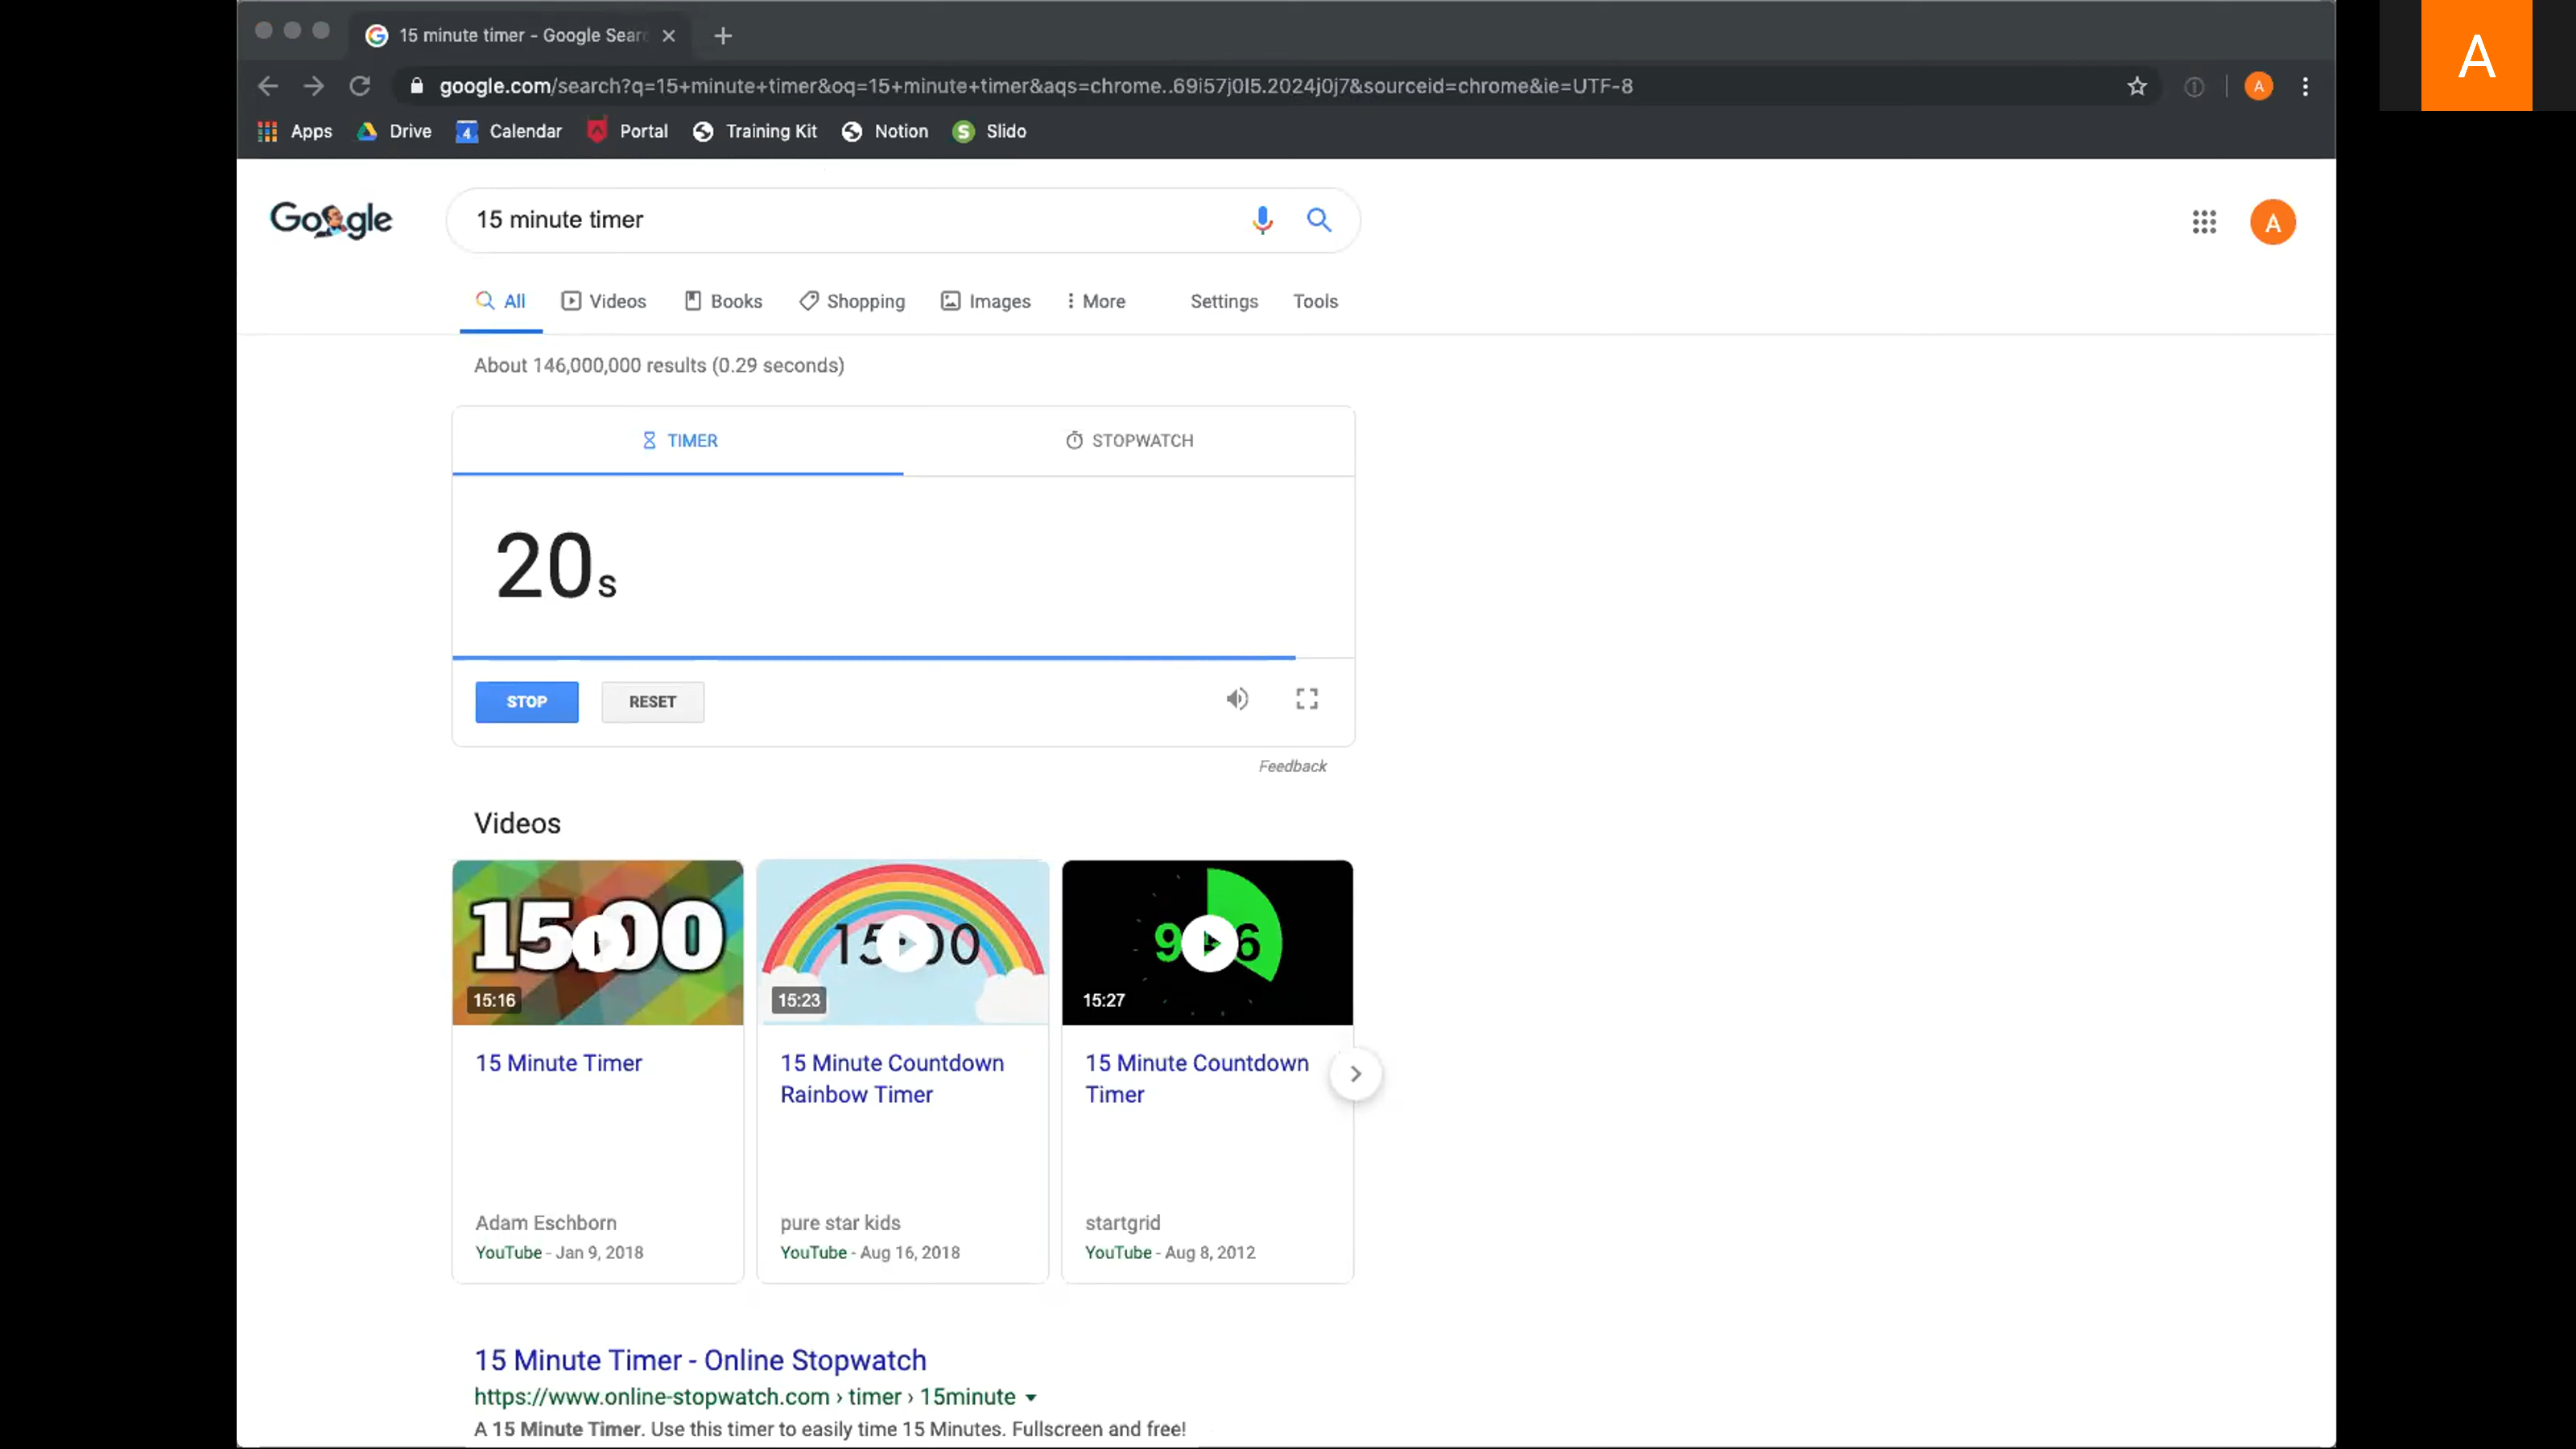 15 minute timer - Google Sear
A
google.com/search?q=15+minute+timer&oq=15+minute+timer&aqs=chrome..69i57j0l5.2024j0j7&sourceid=chrome&ie=UTF-8
A
Apps Drive 4 Calendar Portal Training Kit Notion S Slido
Google 15 minute timer A
All Videos Books Shopping Images More Settings Tools
About 146,000,000 results (0.29 seconds)
TIMER STOPWATCH
20s
STOP RESET
Feedback
Videos
15:16 15:23 15:27
15 Minute Timer
15 Minute Countdown
Rainbow Timer
15 Minute Countdown
Timer
Adam Eschborn
YouTube - Jan 9, 2018
pure star kids
YouTube - Aug 16, 2018
startgrid
YouTube - Aug 8, 2012
15 Minute Timer - Online Stopwatch
https://www.online-stopwatch.com › timer › 15minute
A 15 Minute Timer. Use this timer to easily time 15 Minutes. Fullscreen and free!